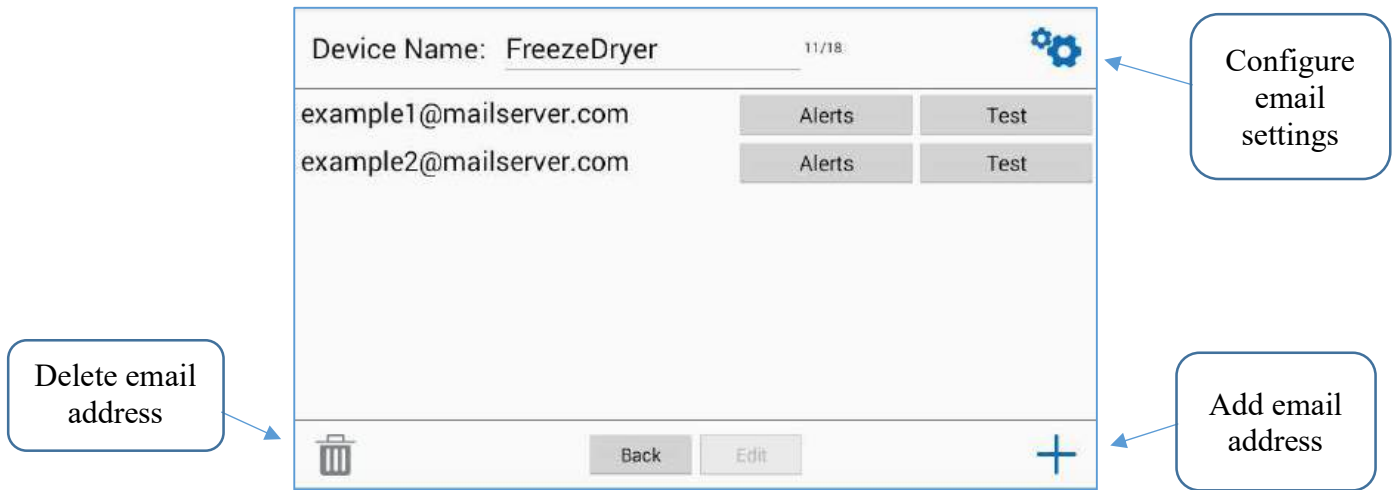 Device Name: FreezeDryer 11/18
Configure
email
settings
example1@mailserver.com Alerts Test
example2@mailserver.com Alerts Test
Delete email
address
Add email
address
Back Edit